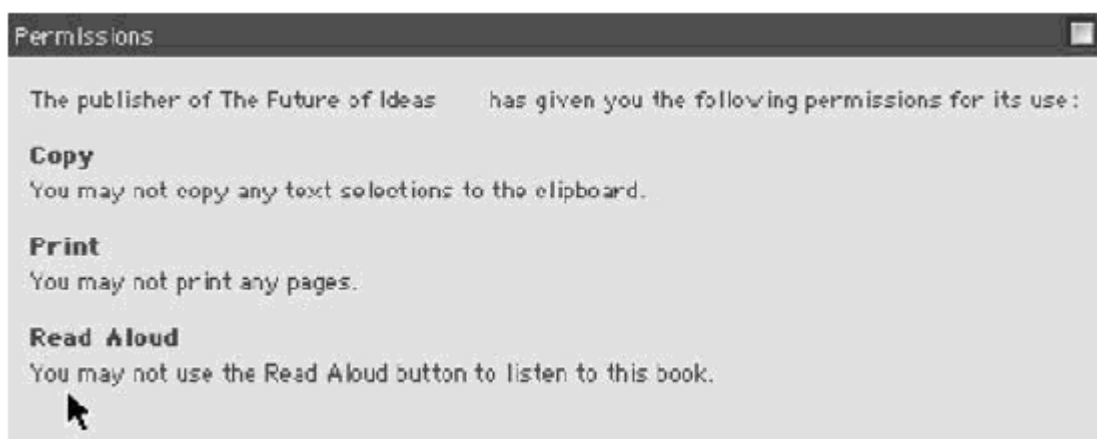 Permissions
The publisher of The Future of Ideas has given you the following permissions for its use:
Copy
You may not copy any text selections to the clipboard.
Print
You may not print any pages.
Read Aloud
You may not use the Read Aloud button to listen to this book.